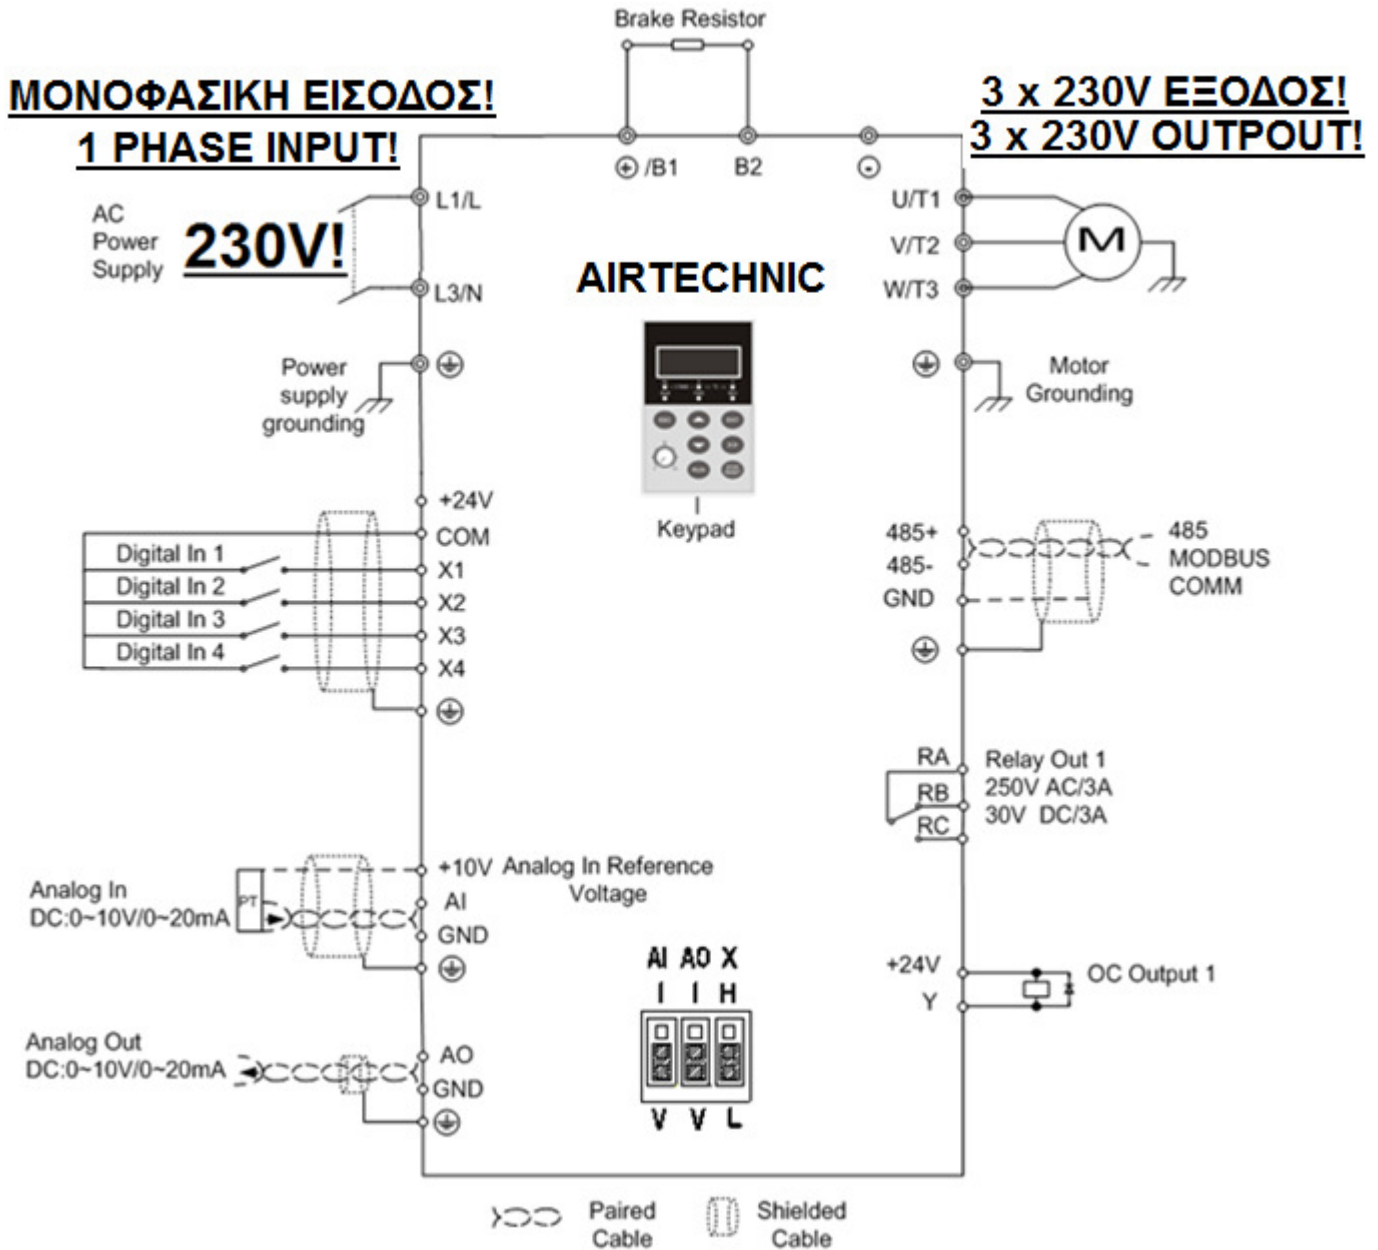 Brake Resistor
ΜΟΝΟΦΑΣΙΚΗ ΕΙΣΟΔΟΣ!
1 PHASE INPUT!
3 x 230V ΕΞΟΔΟΣ!
3 x 230V OUTPOUT!
/B1
B2
AC
Power
Supply
230V!
L1/L
L3/N
U/T1
V/T2
W/T3
M
AIRTECHNIC
Power
supply
grounding
Motor
Grounding
Keypad
+24V
COM
X1
X2
X3
X4
Digital In 1
Digital In 2
Digital In 3
Digital In 4
485+
485-
GND
485
MODBUS
COMM
RA
RB
RC
Relay Out 1
250V AC/3A
30V DC/3A
+10V Analog In Reference
Voltage
Analog In
DC:0~10V/0~20mA
PT
AI
GND
AI AO X
I I H
V V L
+24V
Y
OC Output 1
Analog Out
DC:0~10V/0~20mA
AO
GND
Paired
Cable
Shielded
Cable